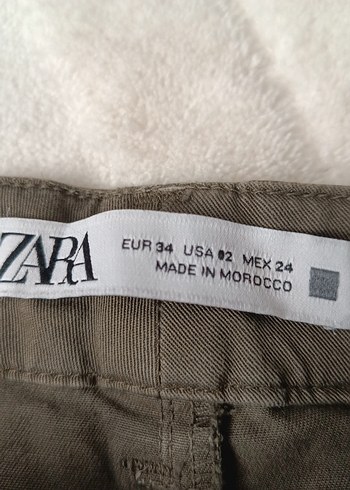 ZARA
EUR 34 USA 02 MEX 24
MADE IN MOROCCO